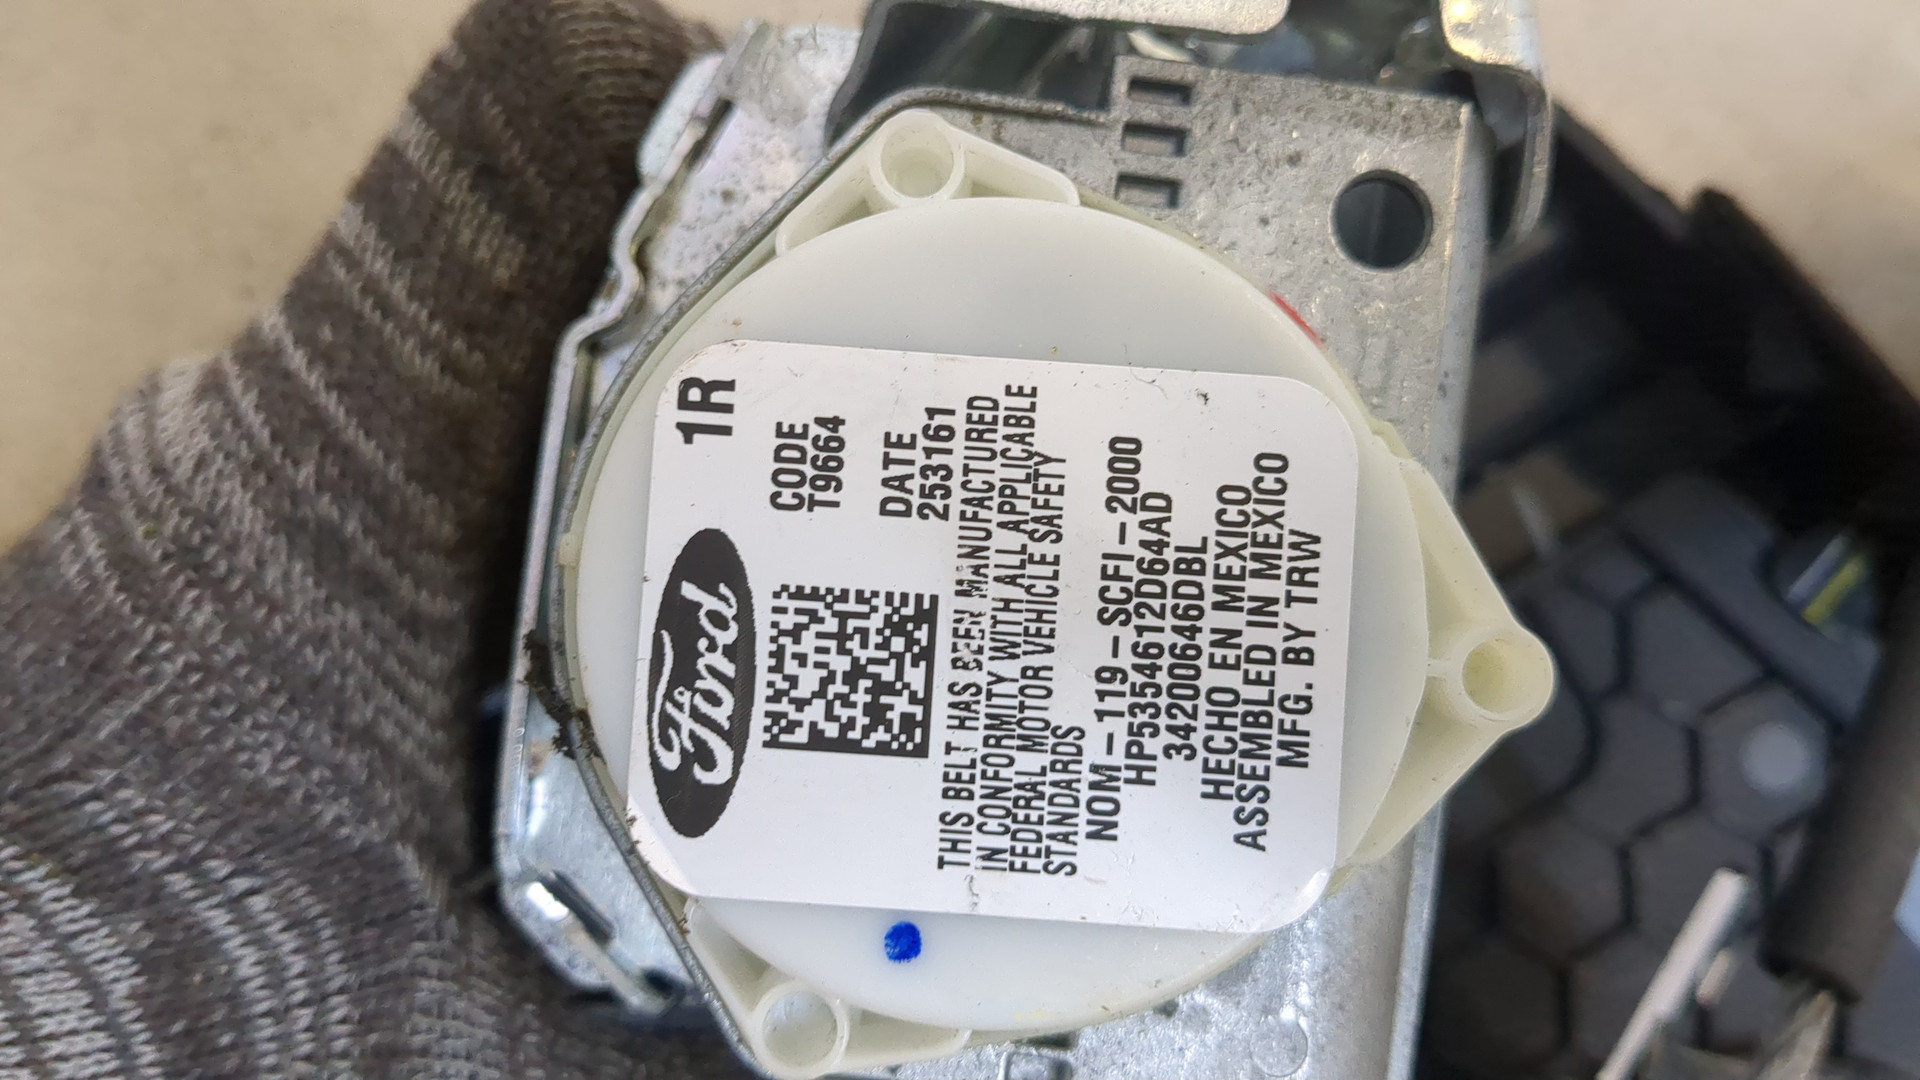 1R
Ford
CODE
T9664
DATE
253161
THIS BELT HAS BEEN MANUFACTURED
IN CONFORMITY WITH ALL APPLICABLE
FEDERAL MOTOR VEHICLE SAFETY
STANDARDS
NOM-119-SCFI-2000
HP5354612D64AD
34200646DBL
HECHO EN MEXICO
ASSEMBLED IN MEXICO
MFG. BY TRW